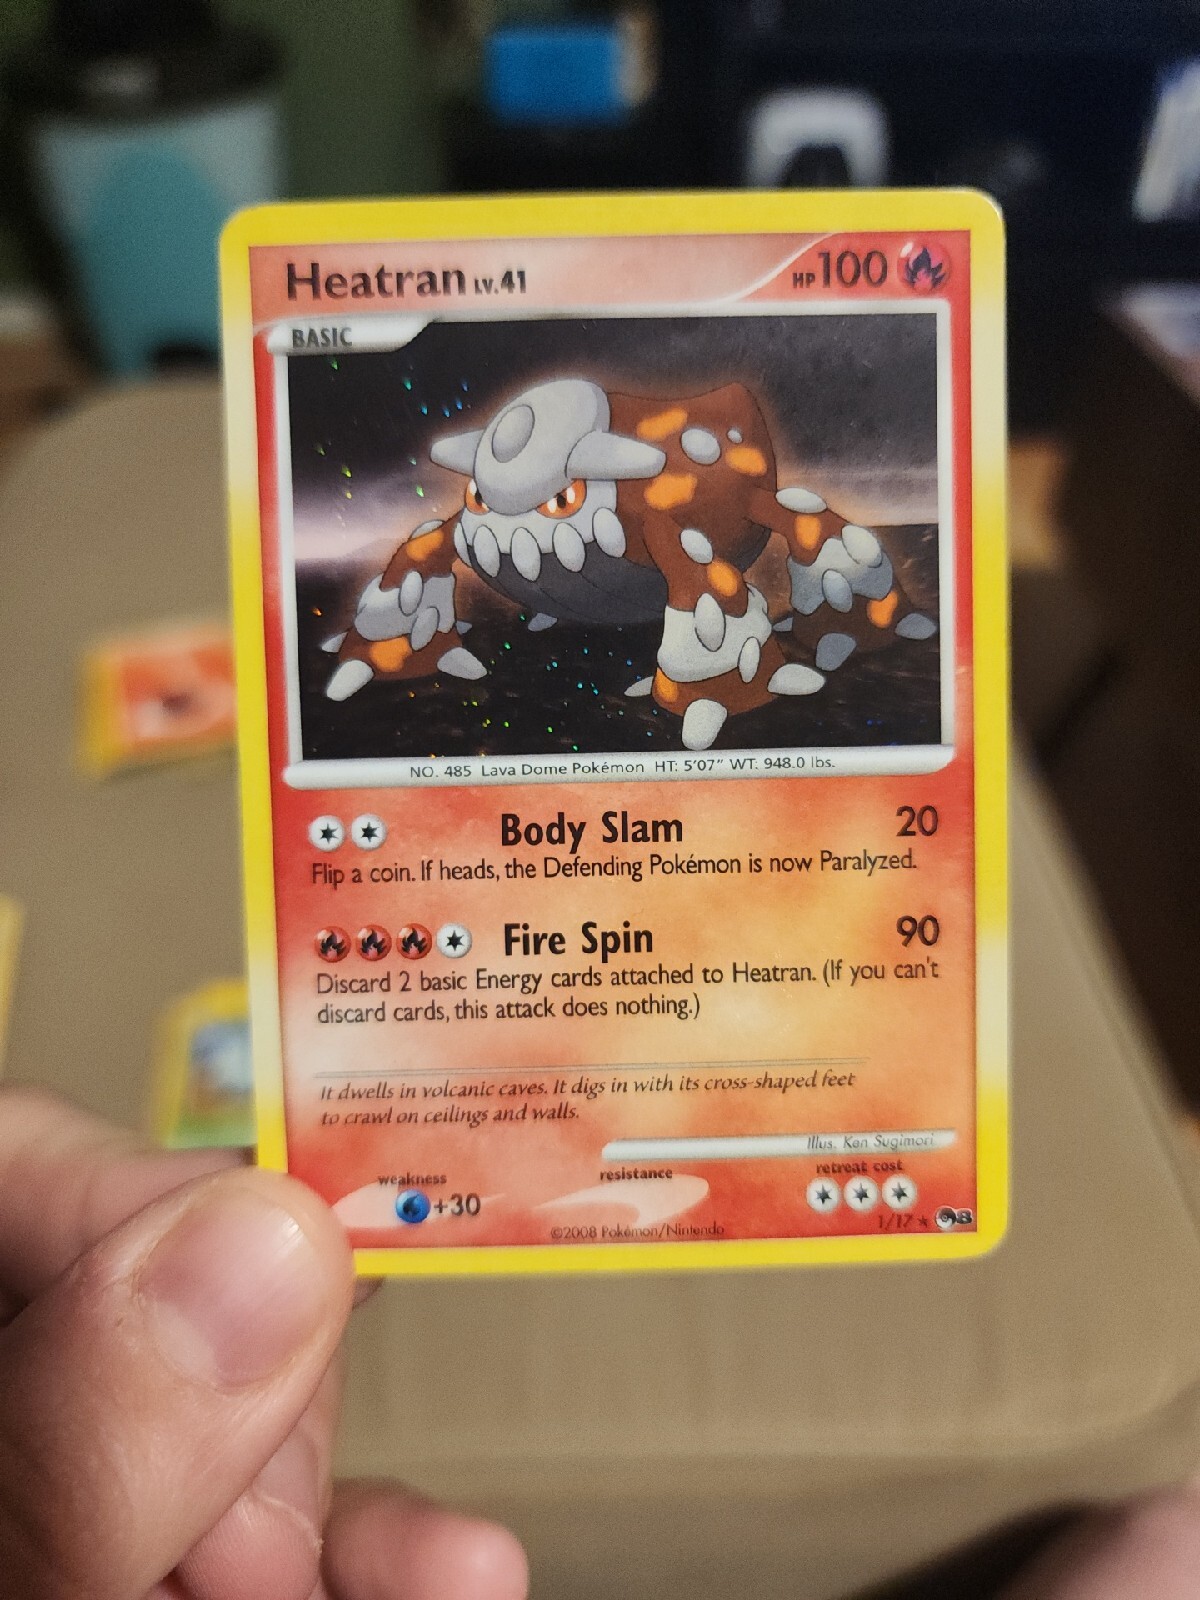 Heatran LV.41
HP 100
BASIC
NO. 485 Lava Dome Pokémon HT: 5'07" WT: 948.0 lbs.
Body Slam 20
Flip a coin. If heads, the Defending Pokémon is now Paralyzed.
Fire Spin 90
Discard 2 basic Energy cards attached to Heatran. (If you can't
discard cards, this attack does nothing.)
It dwells in volcanic caves. It digs in with its cross-shaped feet
to crawl on ceilings and walls.
Illus. Ken Sugimori
weakness
+30
resistance
retreat cost
©2008 Pokémon/Nintendo
1/17 ★ 8